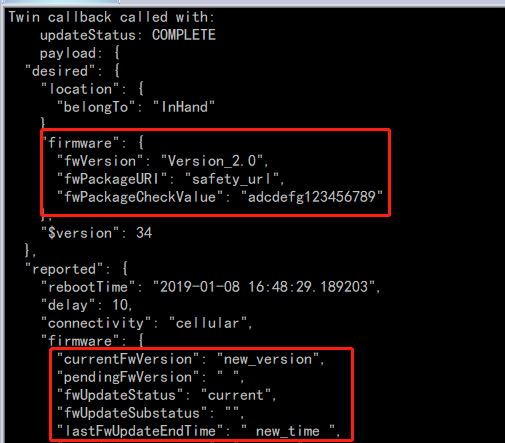 Twin callback called with:
updateStatus: COMPLETE
payload: {
"desired": {
"location": {
"belongTo": "InHand"
}
"firmware": {
"fwVersion": "Version_2.0",
"fwPackageURI": "safety_url",
"fwPackageCheckValue": "adcdefg123456789"
},
"$version": 34
},
"reported": {
"rebootTime": "2019-01-08 16:48:29.189203",
"delay": 10,
"connectivity": "cellular",
"firmware": {
"currentFwVersion": "new_version",
"pendingFwVersion": " ",
"fwUpdateStatus": "current",
"fwUpdateSubstatus": "",
"lastFwUpdateEndTime": " new_time ",